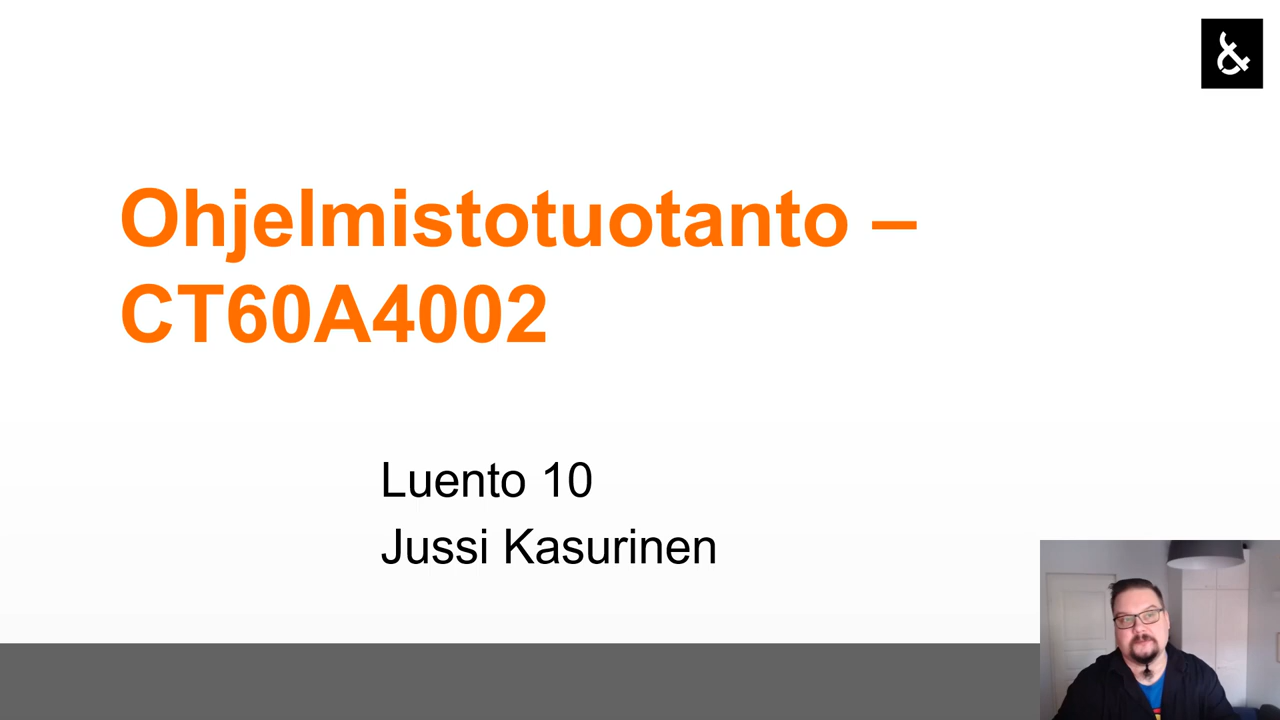 &
Ohjelmistotuotanto –
CT60A4002
Luento 10
Jussi Kasurinen